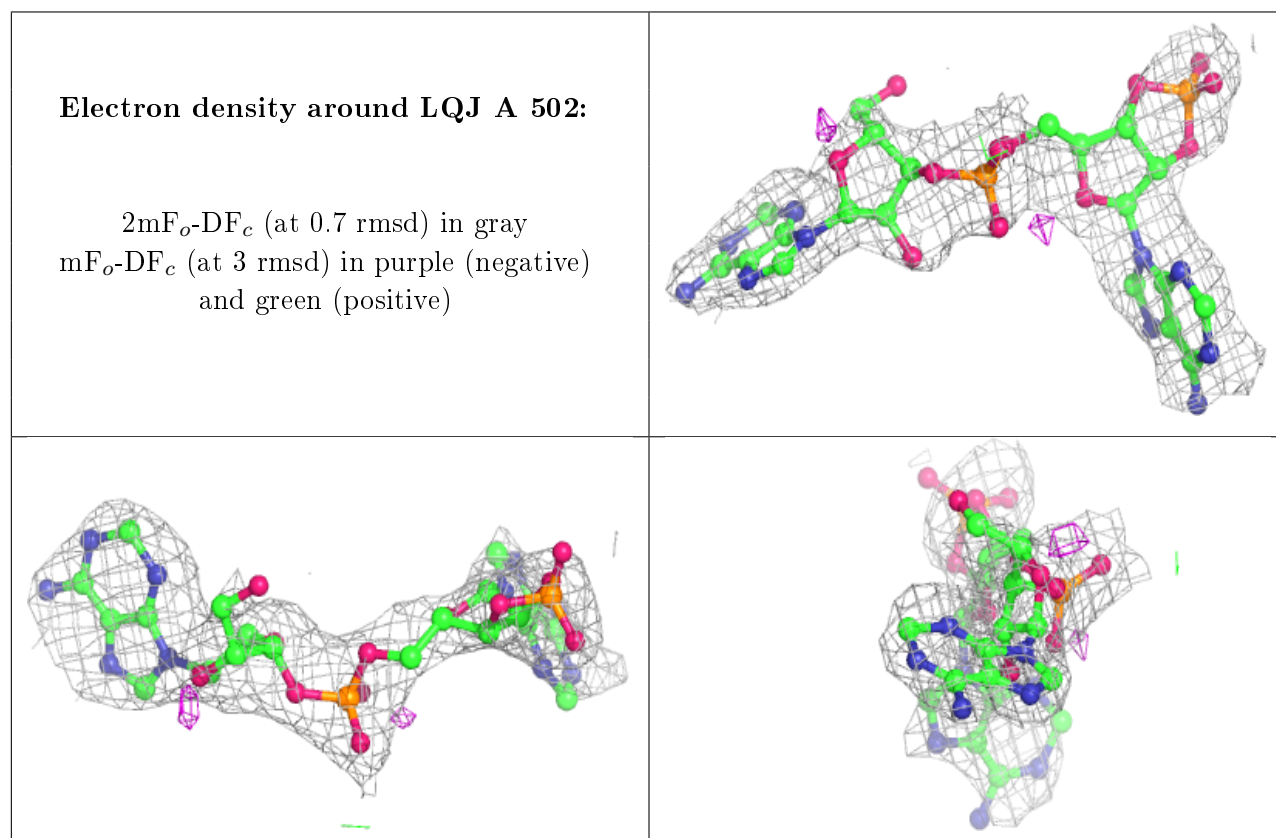 Electron density around LQJ A 502:
2mFo-DFc (at 0.7 rmsd) in gray
mFo-DFc (at 3 rmsd) in purple (negative)
and green (positive)